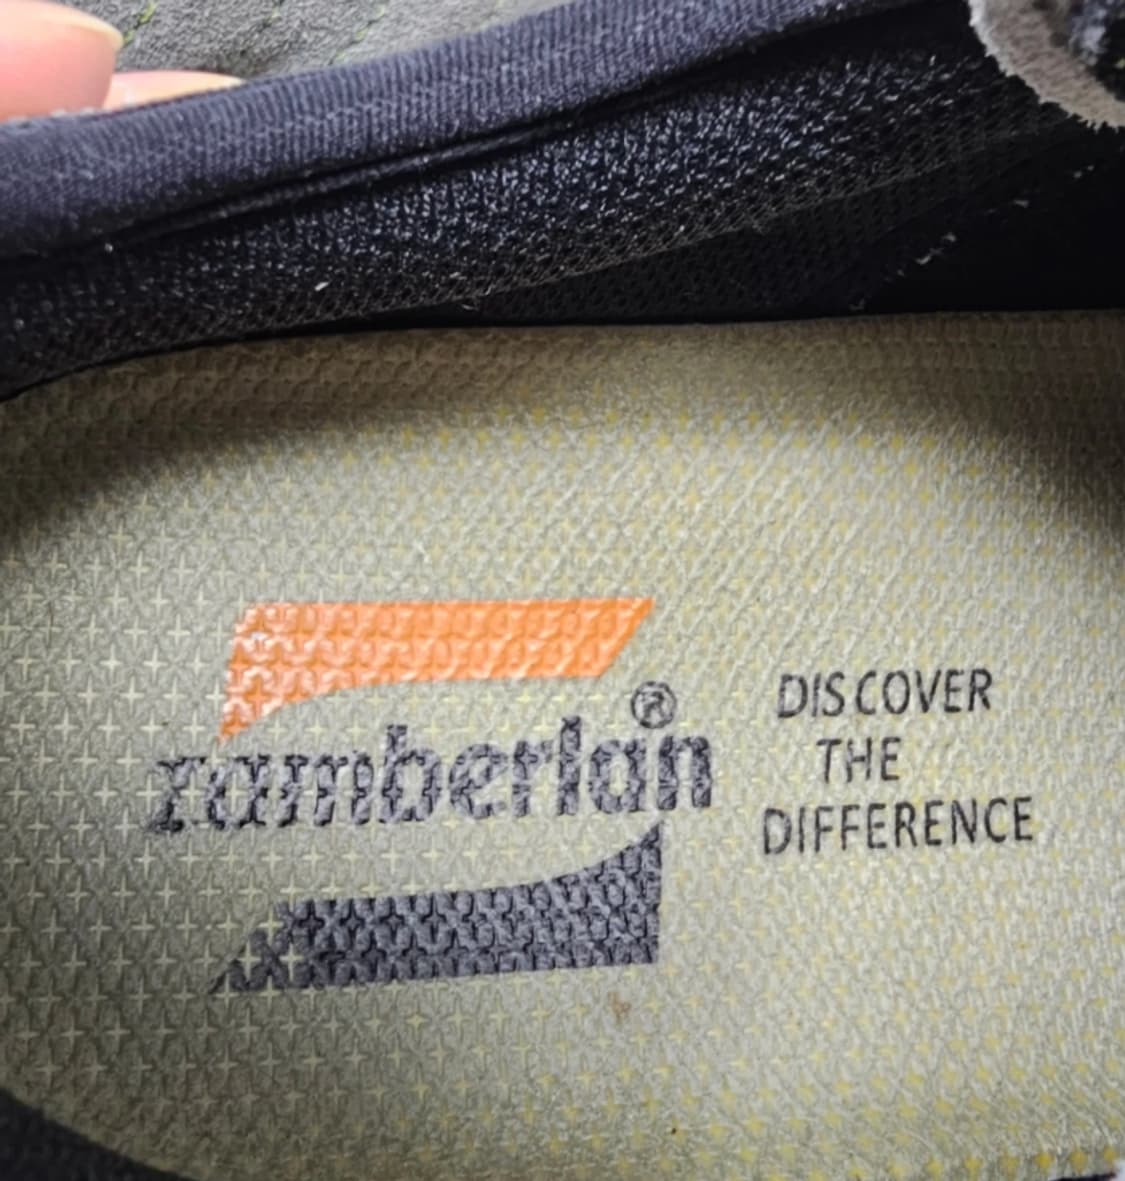 zamberlan®
DISCOVER
THE
DIFFERENCE